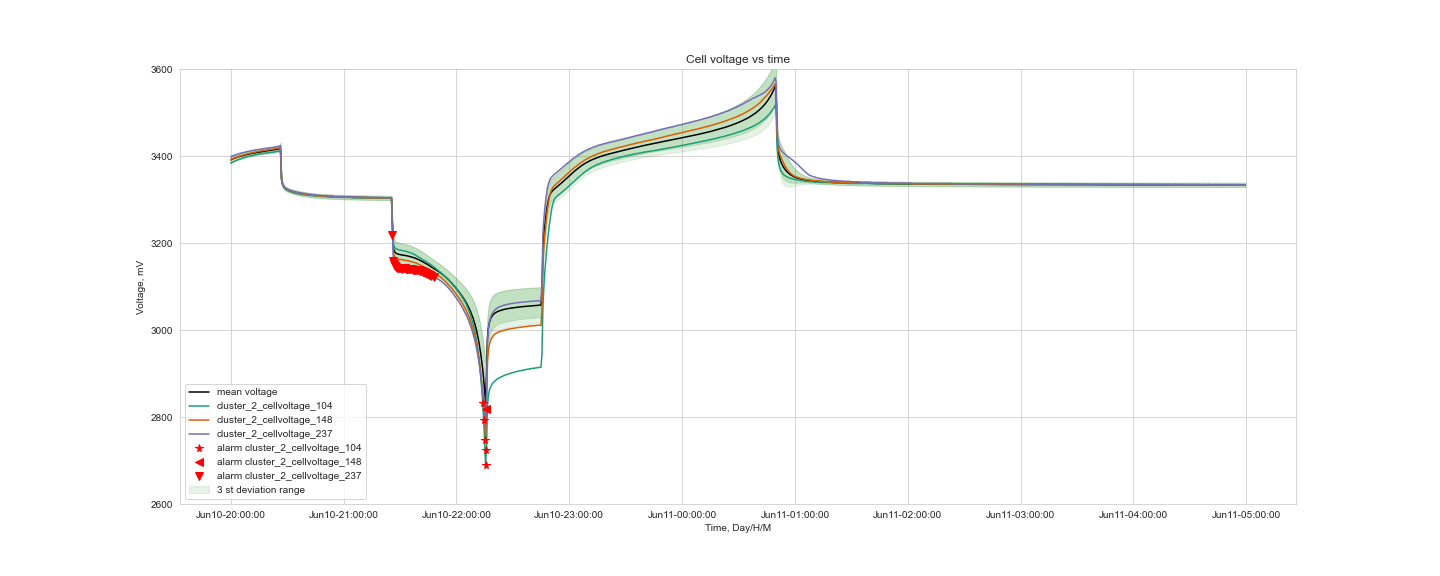 Cell voltage vs time
3600
3400
3200
3000
2800
2600
Voltage, mV
mean voltage
cluster_2_cellvoltage_104
cluster_2_cellvoltage_148
cluster_2_cellvoltage_237
alarm cluster_2_cellvoltage_104
alarm cluster_2_cellvoltage_148
alarm cluster_2_cellvoltage_237
3 st deviation range
Jun10-20:00:00
Jun10-21:00:00
Jun10-22:00:00
Jun10-23:00:00
Jun11-00:00:00
Jun11-01:00:00
Jun11-02:00:00
Jun11-03:00:00
Jun11-04:00:00
Jun11-05:00:00
Time, Day/H/M